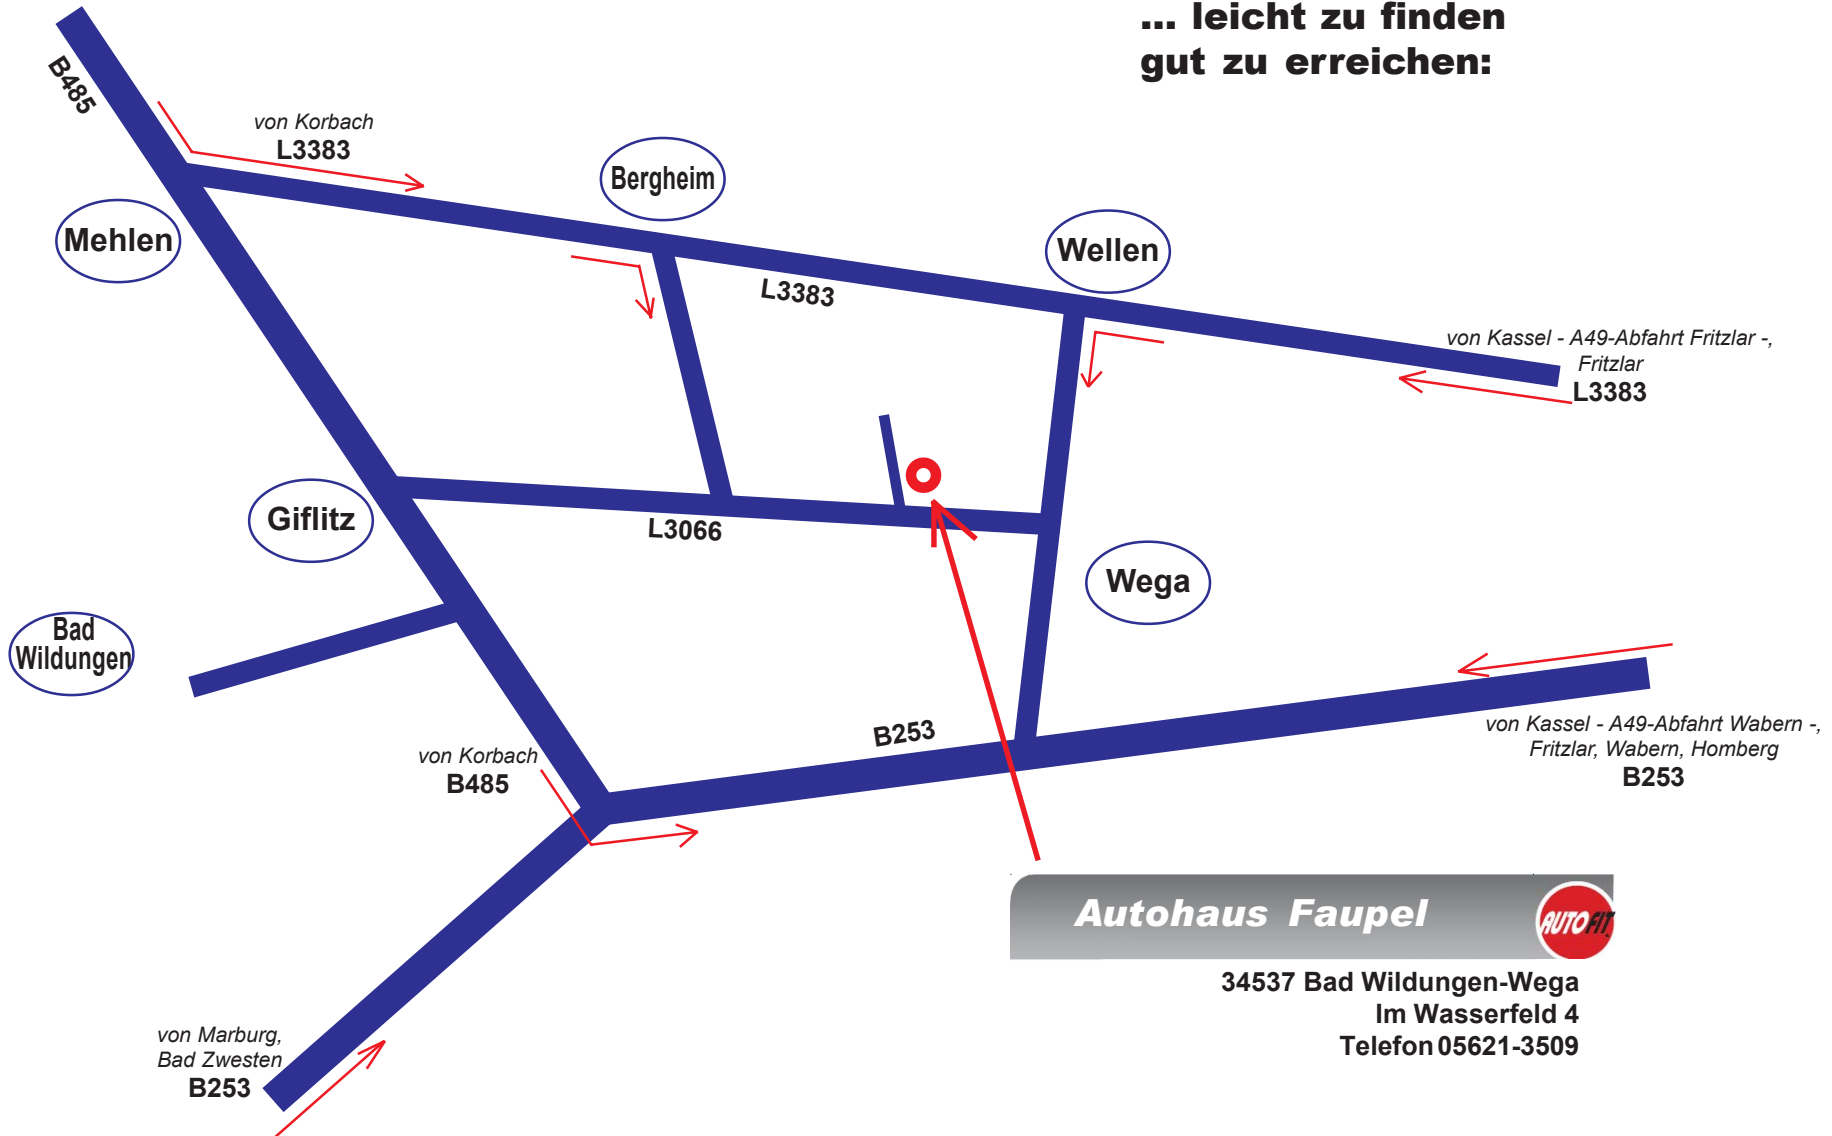 ... leicht zu finden
gut zu erreichen:
B485
von Korbach
L3383
Bergheim
Mehlen
Wellen
L3383
von Kassel - A49-Abfahrt Fritzlar -,
Fritzlar
L3383
Giflitz
L3066
Wega
Bad
Wildungen
B253
von Korbach
B485
von Kassel - A49-Abfahrt Wabern -,
Fritzlar, Wabern, Homberg
B253
Autohaus Faupel
AUTOFIT
34537 Bad Wildungen-Wega
Im Wasserfeld 4
Telefon 05621-3509
von Marburg,
Bad Zwesten
B253